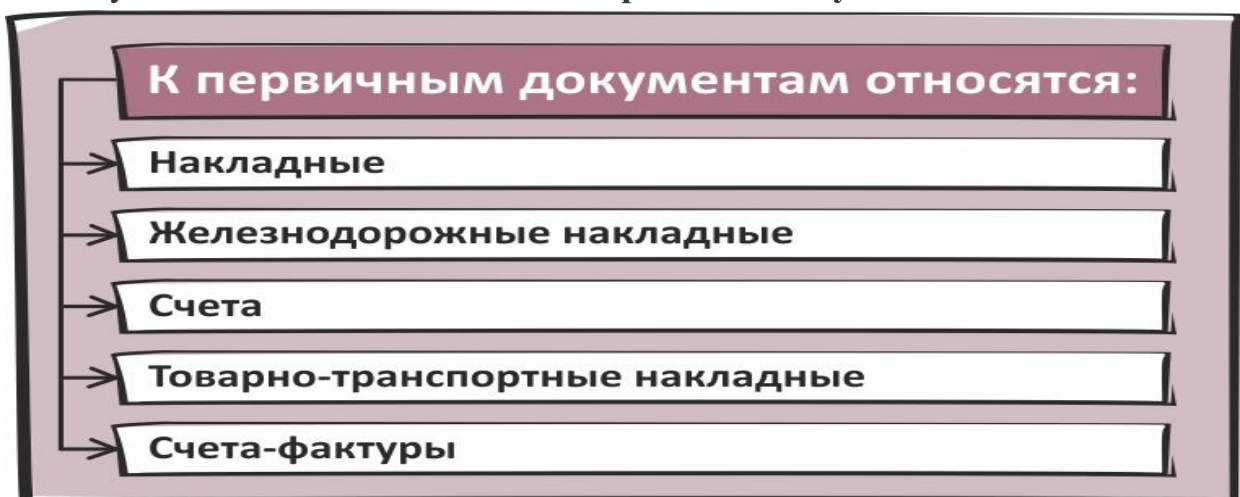 К первичным документам относятся:
Накладные
Железнодорожные накладные
Счета
Товарно-транспортные накладные
Счета-фактуры